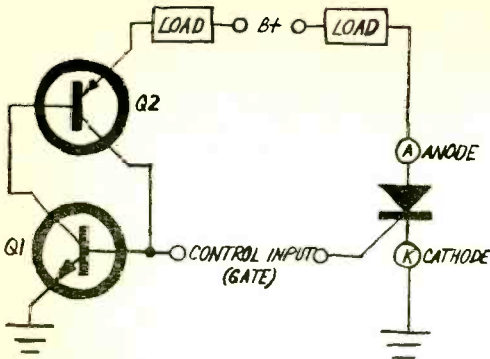 LOAD B+ LOAD
Q2
A ANODE
Q1
CONTROL INPUT
(GATE)
K CATHODE